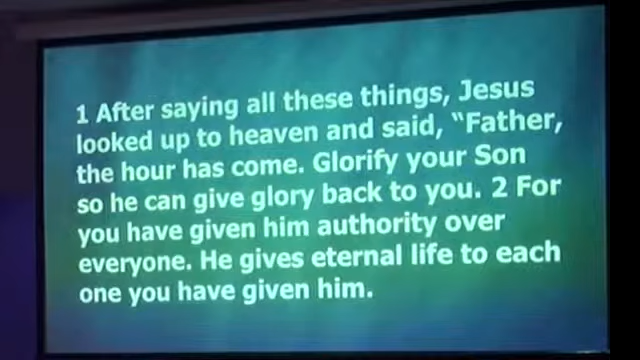 1 After saying all these things, Jesus
looked up to heaven and said, “Father,
the hour has come. Glorify your Son
so he can give glory back to you. 2 For
you have given him authority over
everyone. He gives eternal life to each
one you have given him.